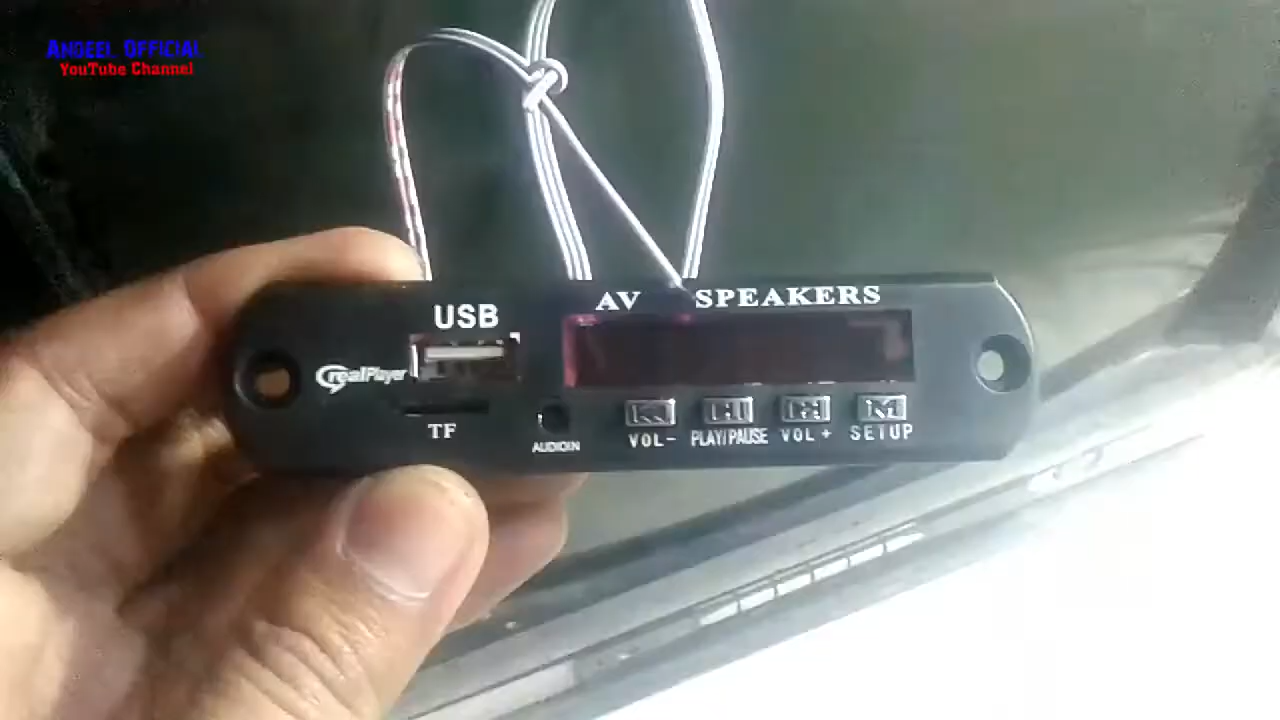 ANGEEL OFFICIAL
YouTube Channel
AV SPEAKERS
USB
realPlayer
TF
AUDIOIN
VOL-
PLAY/PAUSE
VOL+
SETUP